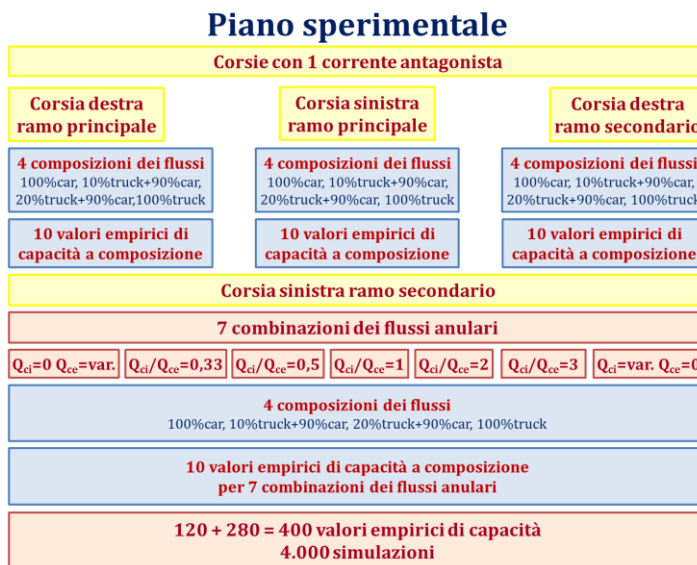 Piano sperimentale
Corsie con 1 corrente antagonista
Corsia destra
ramo principale
Corsia sinistra
ramo principale
Corsia destra
ramo secondario
4 composizioni dei flussi
100%car, 10%truck+90%car,
20%truck+90%car,100%truck
4 composizioni dei flussi
100%car, 10%truck+90%car,
20%truck+90%car, 100%truck
4 composizioni dei flussi
100%car, 10%truck+90%car,
20%truck+90%car, 100%truck
10 valori empirici di
capacità a composizione
10 valori empirici di
capacità a composizione
10 valori empirici di
capacità a composizione
Corsia sinistra ramo secondario
7 combinazioni dei flussi anulari
Qci=0 Qce=var.
Qci/Qce=0,33
Qci/Qce=0,5
Qci/Qce=1
Qci/Qce=2
Qci/Qce=3
Qci=var. Qce=0
4 composizioni dei flussi
100%car, 10%truck+90%car, 20%truck+90%car, 100%truck
10 valori empirici di capacità a composizione
per 7 combinazioni dei flussi anulari
120 + 280 = 400 valori empirici di capacità
4.000 simulazioni